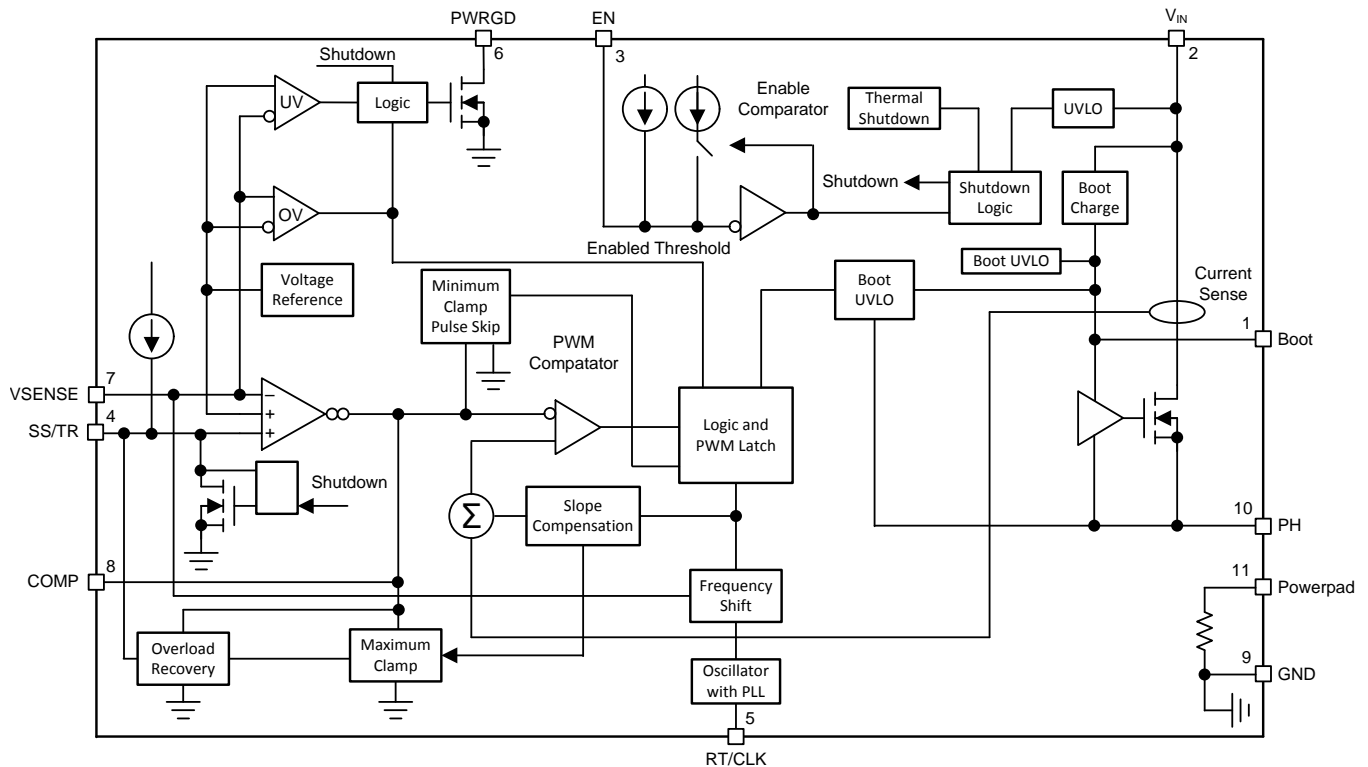 PWRGD
EN
VIN
6
3
2
Shutdown
UV
Logic
Enable
Comparator
Thermal
Shutdown
UVLO
Shutdown
Shutdown
Logic
Boot
Charge
OV
Enabled Threshold
Boot UVLO
Voltage
Reference
Minimum
Clamp
Pulse Skip
Boot
UVLO
Current
Sense
1
Boot
PWM
Compatator
7
VSENSE
4
SS/TR
−
+
+
Logic and
PWM Latch
Shutdown
Σ
Slope
Compensation
10
PH
8
COMP
Frequency
Shift
11
Powerpad
Overload
Recovery
Maximum
Clamp
Oscillator
with PLL
9
GND
5
RT/CLK